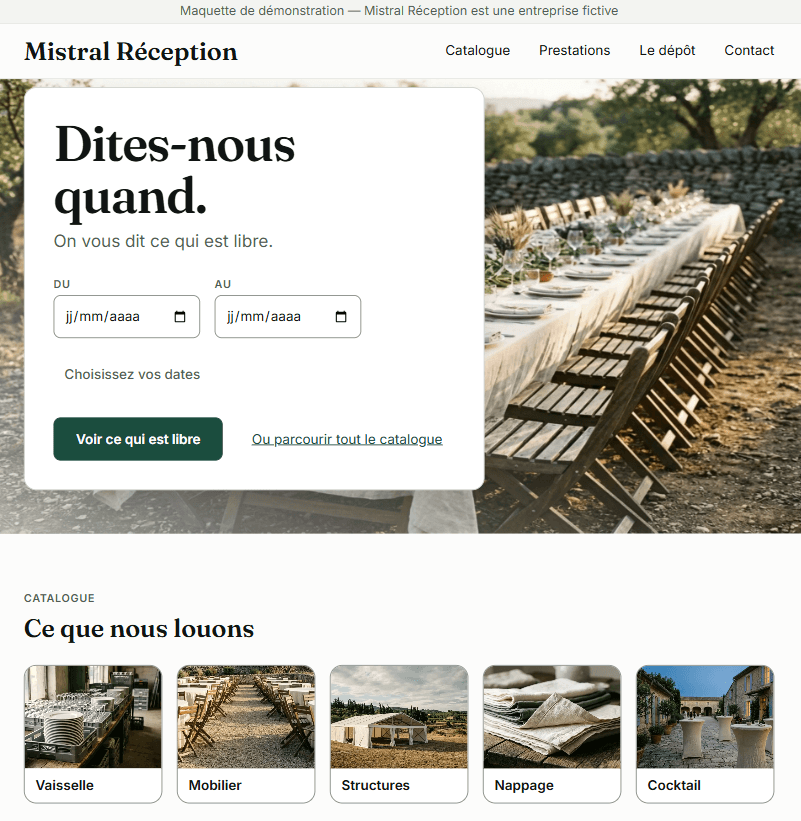 Maquette de démonstration — Mistral Réception est une entreprise fictive
Mistral Réception
Catalogue
Prestations
Le dépôt
Contact
Dites-nous
quand.
On vous dit ce qui est libre.
DU
AU
jj/mm/aaaa
jj/mm/aaaa
Choisissez vos dates
Voir ce qui est libre
Ou parcourir tout le catalogue
CATALOGUE
Ce que nous louons
Vaisselle
Mobilier
Structures
Nappage
Cocktail